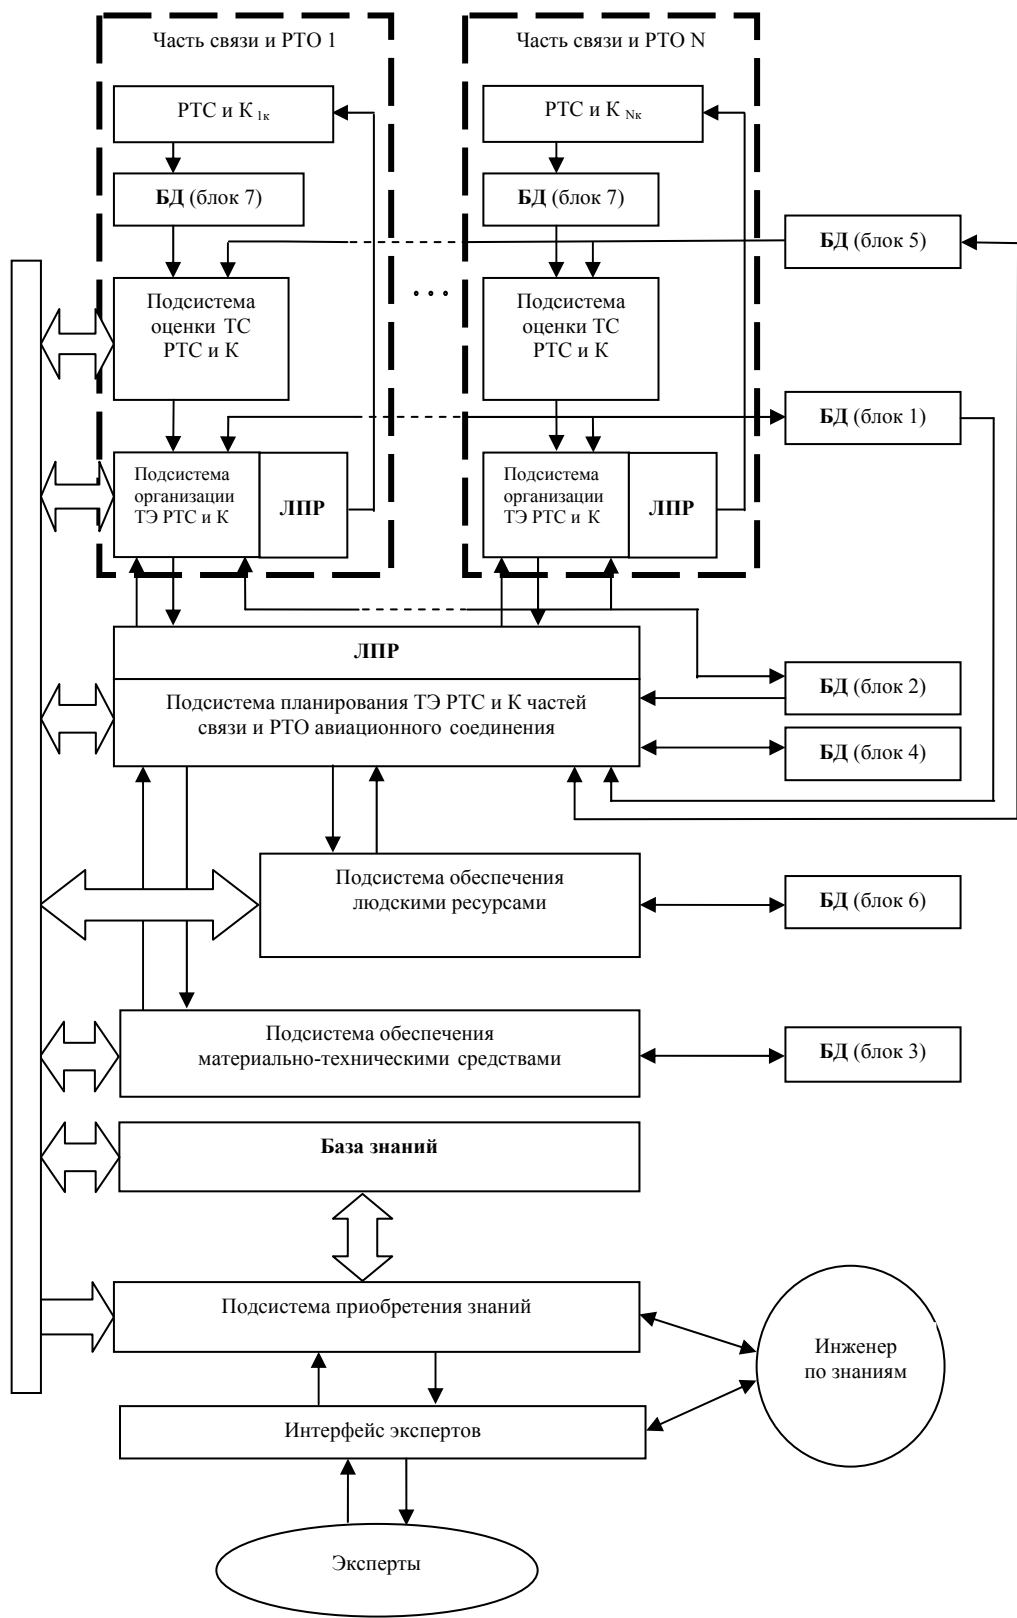 Часть связи и РТО 1
Часть связи и РТО N
РТС и К 1к
РТС и К Nк
БД (блок 7)
БД (блок 7)
БД (блок 5)
Подсистема
оценки ТС
РТС и К
. . .
Подсистема
оценки ТС
РТС и К
БД (блок 1)
Подсистема
организации
ТЭ РТС и К
ЛПР
Подсистема
организации
ТЭ РТС и К
ЛПР
ЛПР
Подсистема планирования ТЭ РТС и К частей
связи и РТО авиационного соединения
БД (блок 2)
БД (блок 4)
Подсистема обеспечения
людскими ресурсами
БД (блок 6)
Подсистема обеспечения
материально-техническими средствами
БД (блок 3)
База знаний
Подсистема приобретения знаний
Инженер
по знаниям
Интерфейс экспертов
Эксперты